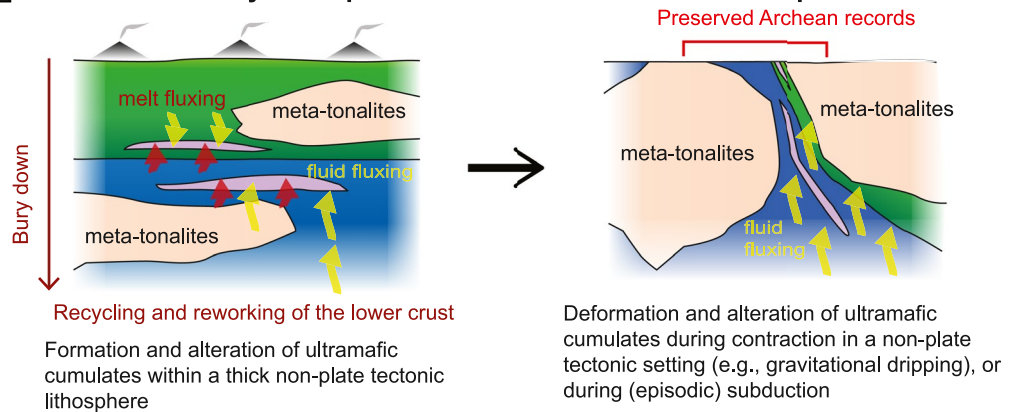 Preserved Archean records
melt fluxing
meta-tonalites
fluid fluxing
meta-tonalites
Bury down
Recycling and reworking of the lower crust
Formation and alteration of ultramafic
cumulates within a thick non-plate tectonic
lithosphere
meta-tonalites
meta-tonalites
fluid
fluxing
Deformation and alteration of ultramafic
cumulates during contraction in a non-plate
tectonic setting (e.g., gravitational dripping), or
during (episodic) subduction